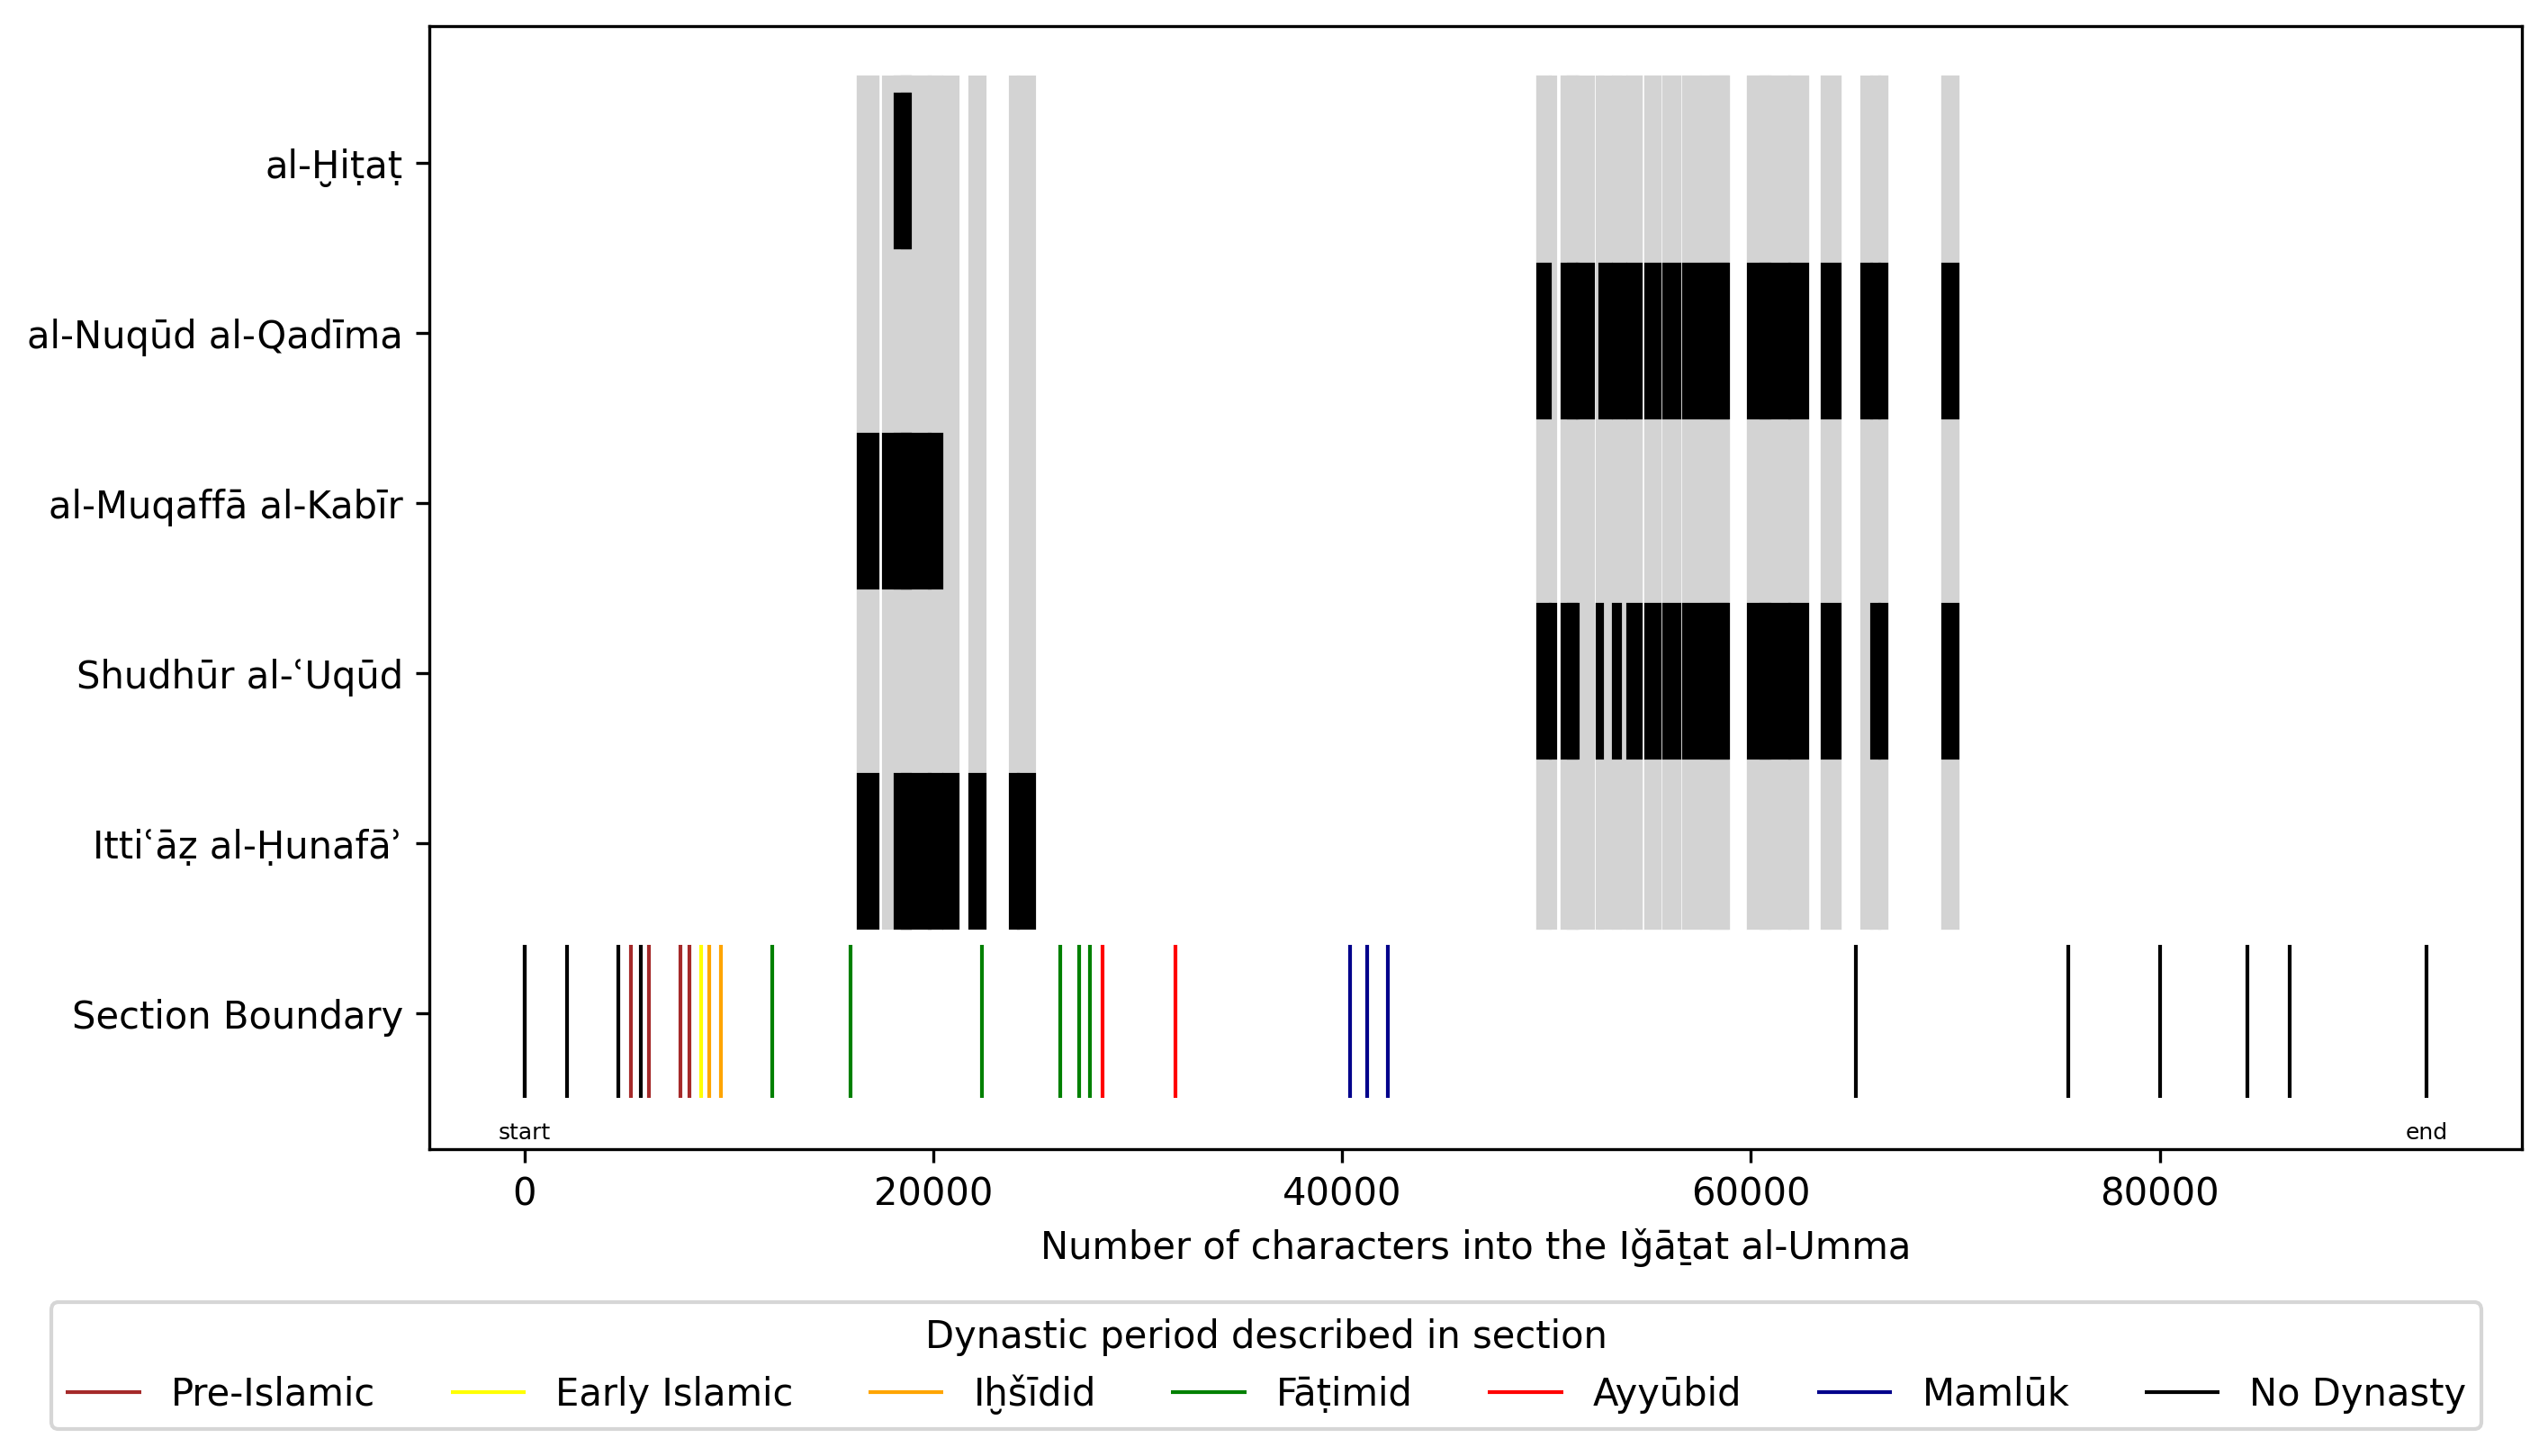 al-Ḫiṭaṭ
al-Nuqūd al-Qadīma
al-Muqaffā al-Kabīr
Shudhūr al-ʿUqūd
Ittiʿāẓ al-Ḥunafāʾ
Section Boundary
start end
0 20000 40000 60000 80000
Number of characters into the Iǧāṯat al-Umma
Dynastic period described in section
Pre-Islamic Early Islamic Iḫšīdid Fāṭimid Ayyūbid Mamlūk No Dynasty